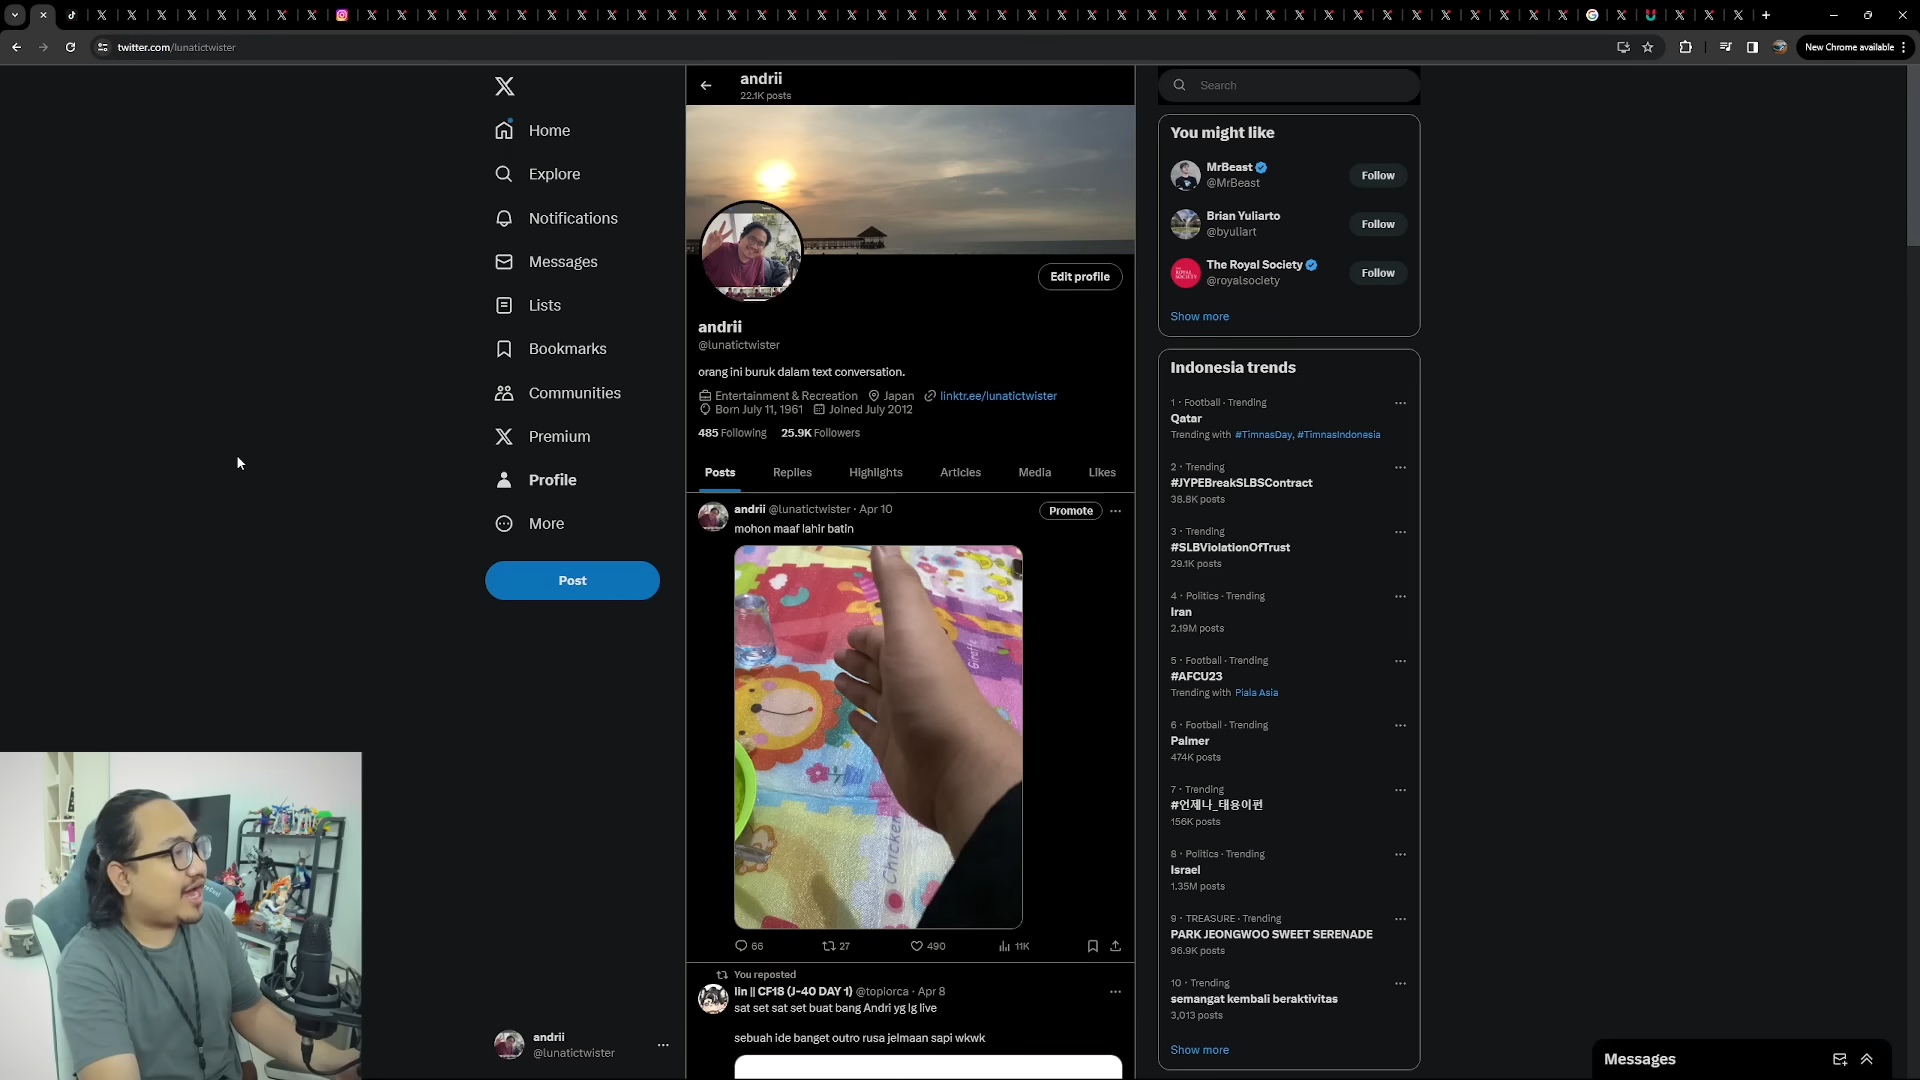 twitter.com/lunatictwister
New Chrome available
Home
Explore
Notifications
Messages
Lists
Bookmarks
Communities
Premium
Profile
More
Post
andrii
@lunatictwister
andrii
22.1K posts
Edit profile
andrii
@lunatictwister
orang ini buruk dalam text conversation.
Entertainment & Recreation Japan linktr.ee/lunatictwister
Born July 11, 1961 Joined July 2012
485 Following 25.9K Followers
Posts Replies Highlights Articles Media Likes
andrii @lunatictwister · Apr 10
Promote
mohon maaf lahir batin
Giraffe
Chicken
66 27 490 11K
You reposted
lin || CF18 (J-40 DAY 1) @toplorca · Apr 8
sat set sat set buat bang Andri yg lg live
sebuah ide banget outro rusa jelmaan sapi wkwk
Search
You might like
MrBeast
@MrBeast
Follow
Brian Yuliarto
@byuliart
Follow
The Royal Society
@royalsociety
Follow
Show more
Indonesia trends
1 · Football · Trending
Qatar
Trending with #TimnasDay, #TimnasIndonesia
2 · Trending
#JYPEBreakSLBSContract
38.8K posts
3 · Trending
#SLBViolationOfTrust
29.1K posts
4 · Politics · Trending
Iran
2.19M posts
5 · Football · Trending
#AFCU23
Trending with Piala Asia
6 · Football · Trending
Palmer
474K posts
7 · Trending
#언제나_태용이편
156K posts
8 · Politics · Trending
Israel
1.35M posts
9 · TREASURE · Trending
PARK JEONGWOO SWEET SERENADE
96.9K posts
10 · Trending
semangat kembali beraktivitas
3,013 posts
Show more
Messages